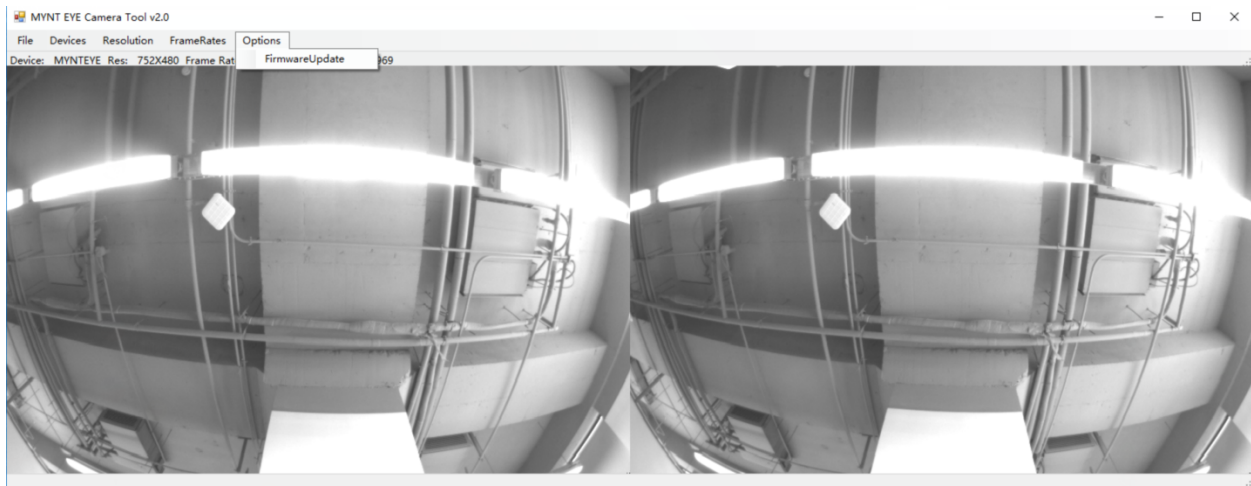 MYNT EYE Camera Tool v2.0
File Devices Resolution FrameRates Options
FirmwareUpdate
Device: MYNTEYE Res: 752X480 Frame Rat 969